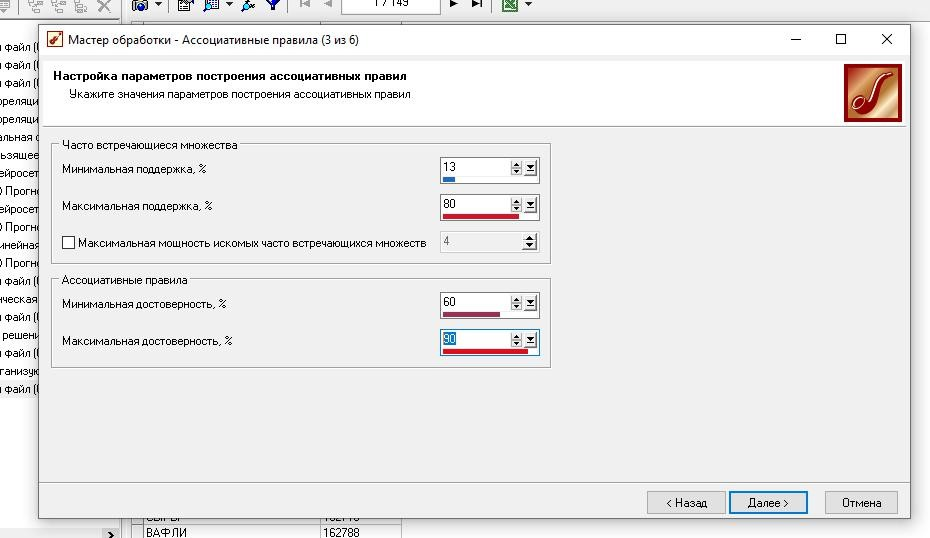 1 / 149
Мастер обработки - Ассоциативные правила (3 из 6)
Настройка параметров построения ассоциативных правил
Укажите значения параметров построения ассоциативных правил
Часто встречающиеся множества
Минимальная поддержка, %
13
Максимальная поддержка, %
80
Максимальная мощность искомых часто встречающихся множеств
4
Ассоциативные правила
Минимальная достоверность, %
60
Максимальная достоверность, %
90
< Назад
Далее >
Отмена
ВАФЛИ
162788